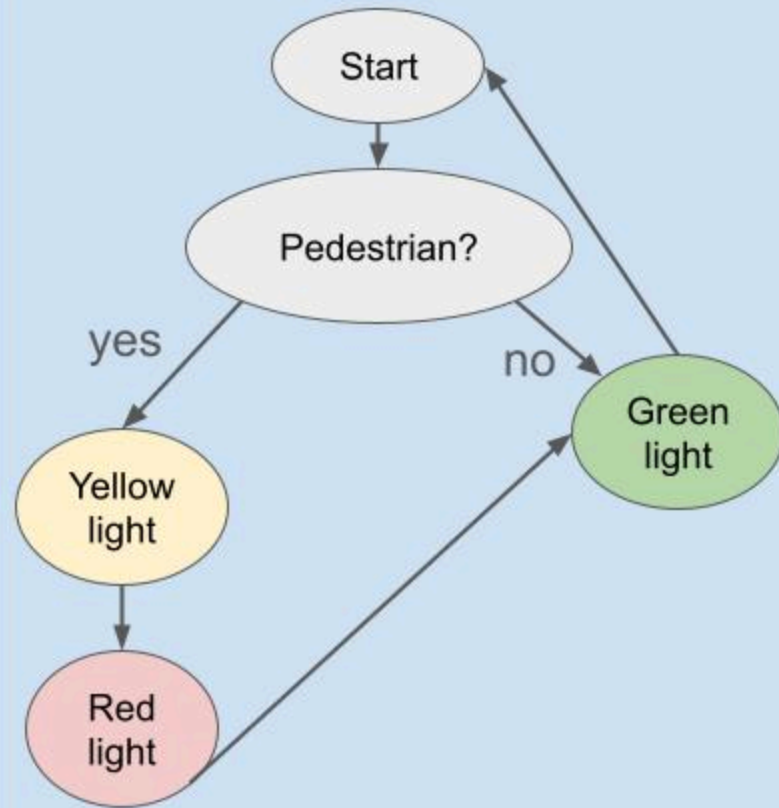 Start
Pedestrian?
yes
no
Green
light
Yellow
light
Red
light